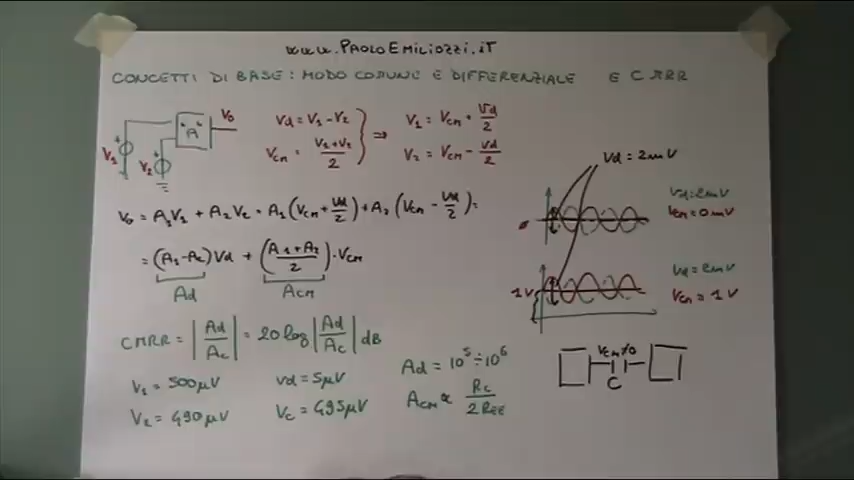 www.PAOLOEMILIOZZI.IT
CONCETTI DI BASE: MODO COMUNE E DIFFERENZIALE E CMRR
"A" V₀
V₁
V₂
Vd = V₁ - V₂
Vcm = (V₁+V₂)/2
⇒
V₁ = Vcm + Vd/2
V₂ = Vcm - Vd/2
V₀ = A₁V₁ + A₂V₂ = A₁(Vcm + Vd/2) + A₂(Vcm - Vd/2) =
= (A₁-A₂)Vd + ((A₁+A₂)/2)·Vcm
Ad
Acm
CMRR = |Ad/Ac| = 20 log |Ad/Ac| dB
V₁ = 500μV
Vd = 5μV
V₂ = 490μV
Vc = 495μV
Ad = 10⁵ ÷ 10⁶
Acm ∝ Rc/2REE
Vd = 2mV
Vd = 2mV
Vcm = 0mV
Vd = 2mV
1V
Vcm = 1V
Vcm≠0
C